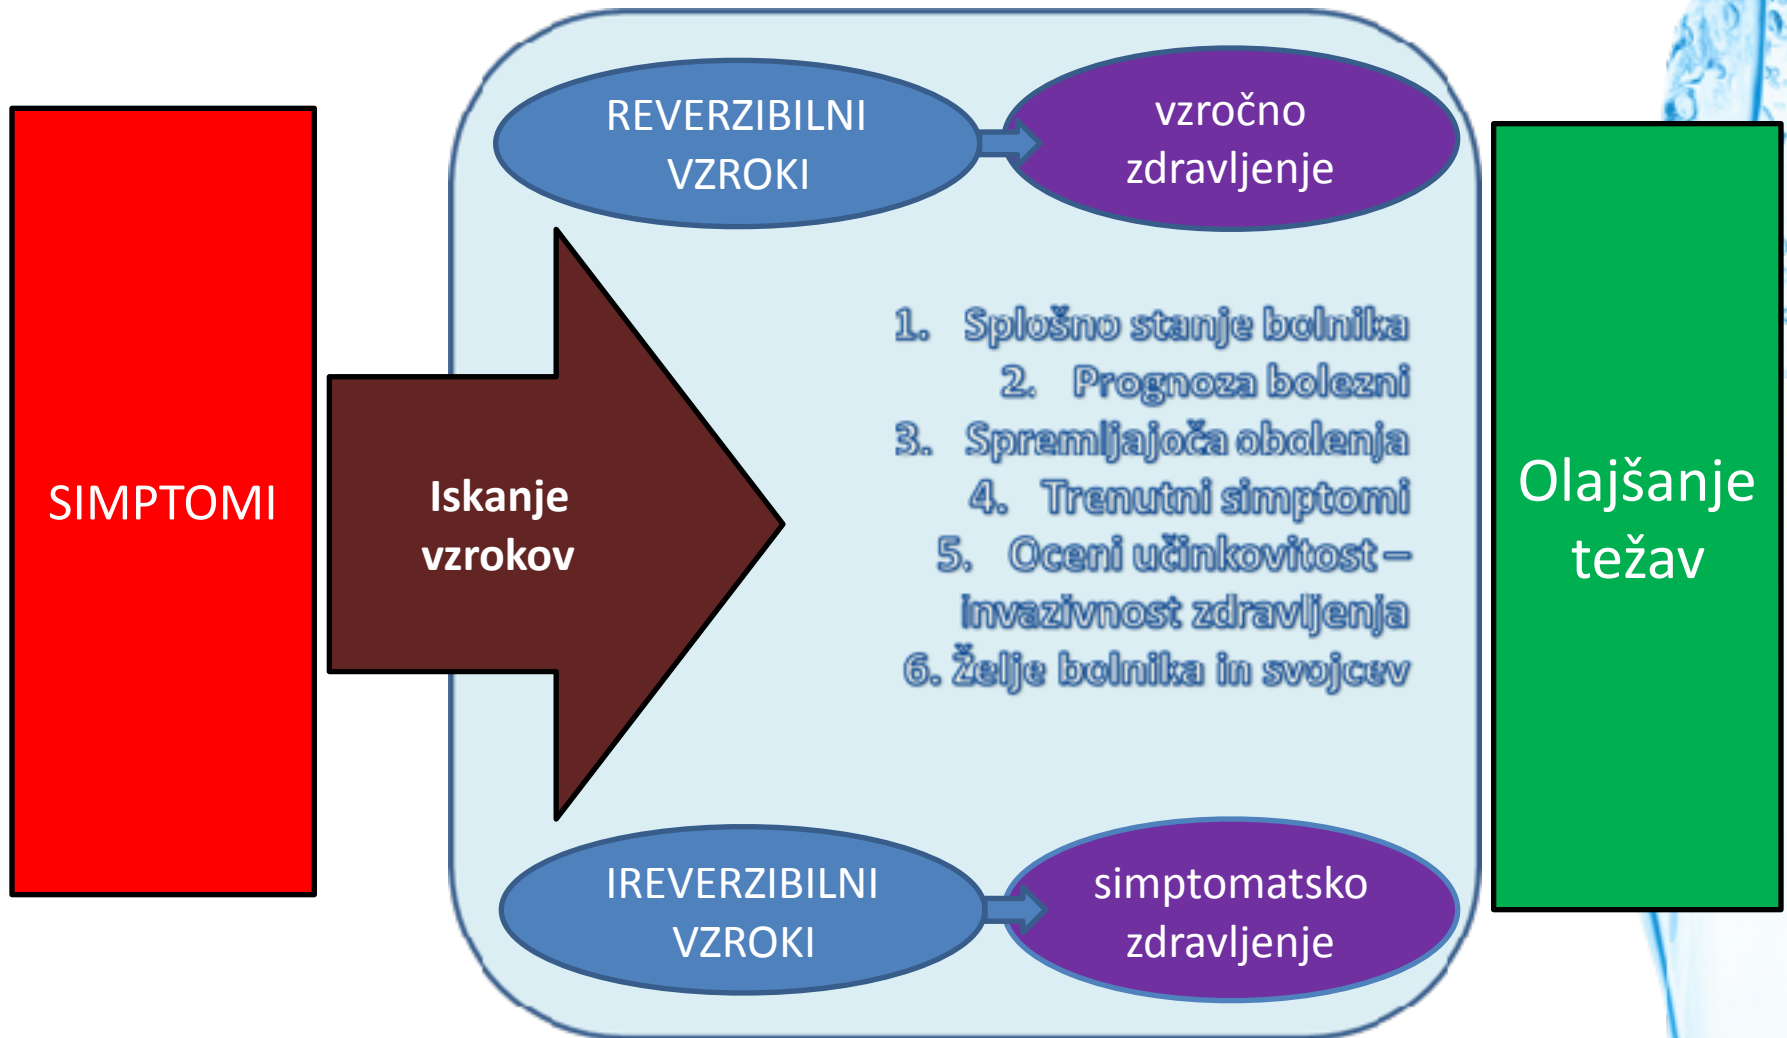 SIMPTOMI
Iskanje
vzrokov
REVERZIBILNI
VZROKI
vzročno
zdravljenje
1. Splošno stanje bolnika
2. Prognoza bolezni
3. Spremljajoča obolenja
4. Trenutni simptomi
5. Oceni učinkovitost –
invazivnost zdravljenja
6. Želje bolnika in svojcev
IREVERZIBILNI
VZROKI
simptomatsko
zdravljenje
Olajšanje
težav